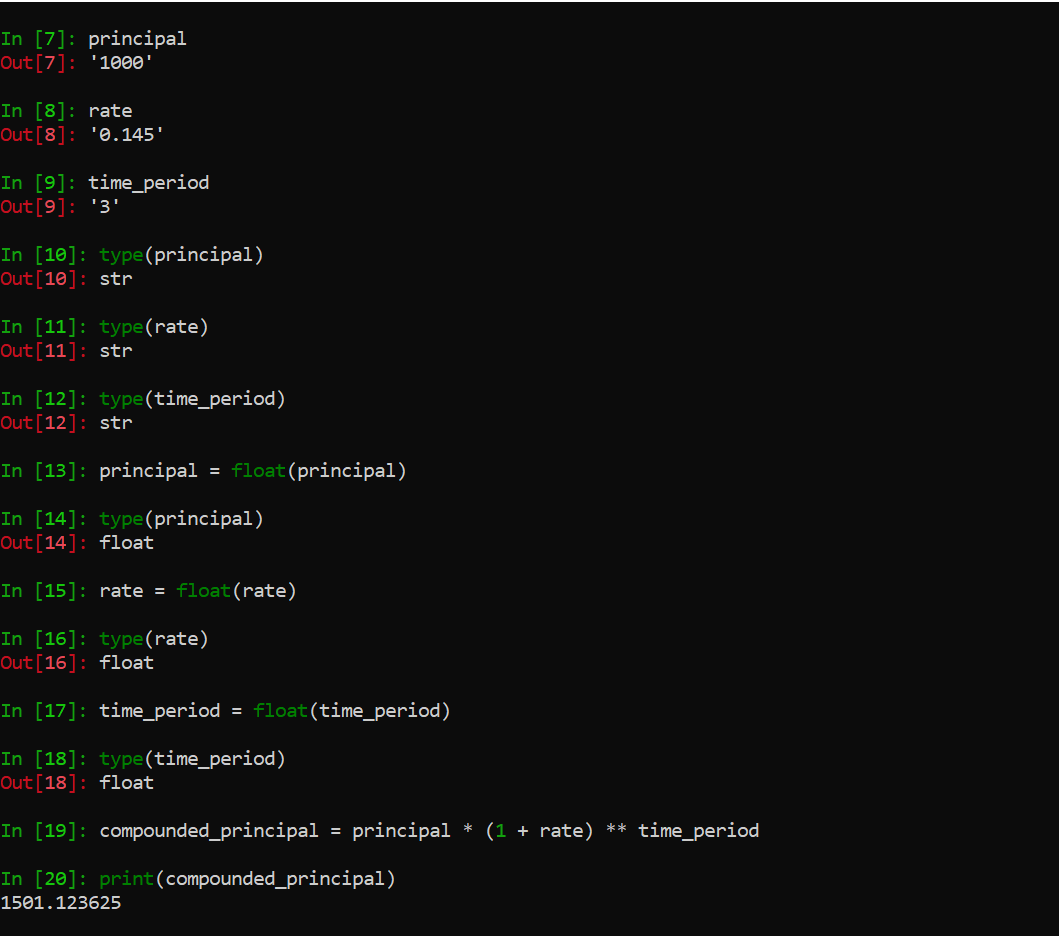 In [7]: principal
Out[7]: '1000'
In [8]: rate
Out[8]: '0.145'
In [9]: time_period
Out[9]: '3'
In [10]: type(principal)
Out[10]: str
In [11]: type(rate)
Out[11]: str
In [12]: type(time_period)
Out[12]: str
In [13]: principal = float(principal)
In [14]: type(principal)
Out[14]: float
In [15]: rate = float(rate)
In [16]: type(rate)
Out[16]: float
In [17]: time_period = float(time_period)
In [18]: type(time_period)
Out[18]: float
In [19]: compounded_principal = principal * (1 + rate) ** time_period
In [20]: print(compounded_principal)
1501.123625